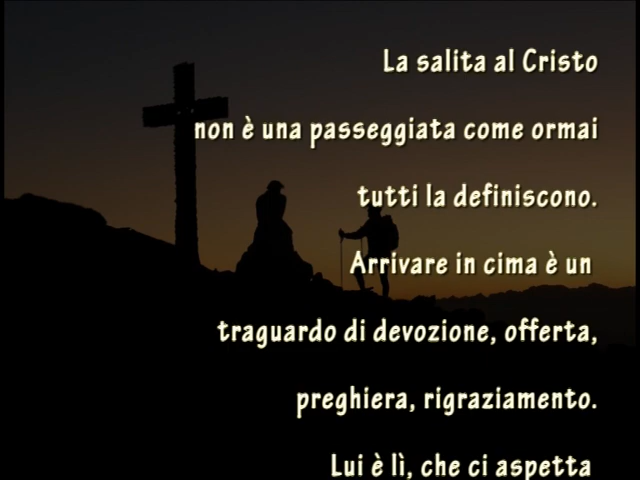 La salita al Cristo
non è una passeggiata come ormai
tutti la definiscono.
Arrivare in cima è un
traguardo di devozione, offerta,
preghiera, rigraziamento.
Lui è lì, che ci aspetta